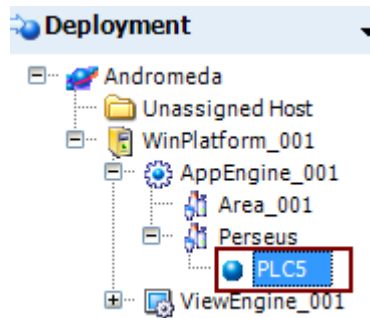 Deployment
Andromeda
Unassigned Host
WinPlatform_001
AppEngine_001
Area_001
Perseus
PLC5
ViewEngine_001